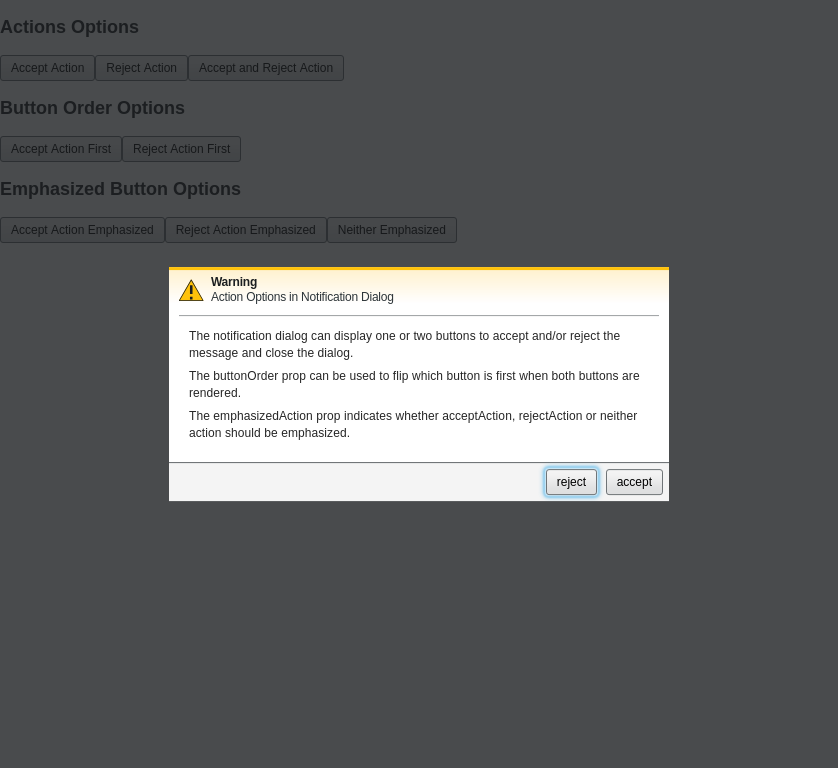 Actions Options
Accept Action Reject Action Accept and Reject Action
Button Order Options
Accept Action First Reject Action First
Emphasized Button Options
Accept Action Emphasized Reject Action Emphasized Neither Emphasized
Warning
Action Options in Notification Dialog
The notification dialog can display one or two buttons to accept and/or reject the
message and close the dialog.
The buttonOrder prop can be used to flip which button is first when both buttons are
rendered.
The emphasizedAction prop indicates whether acceptAction, rejectAction or neither
action should be emphasized.
reject accept